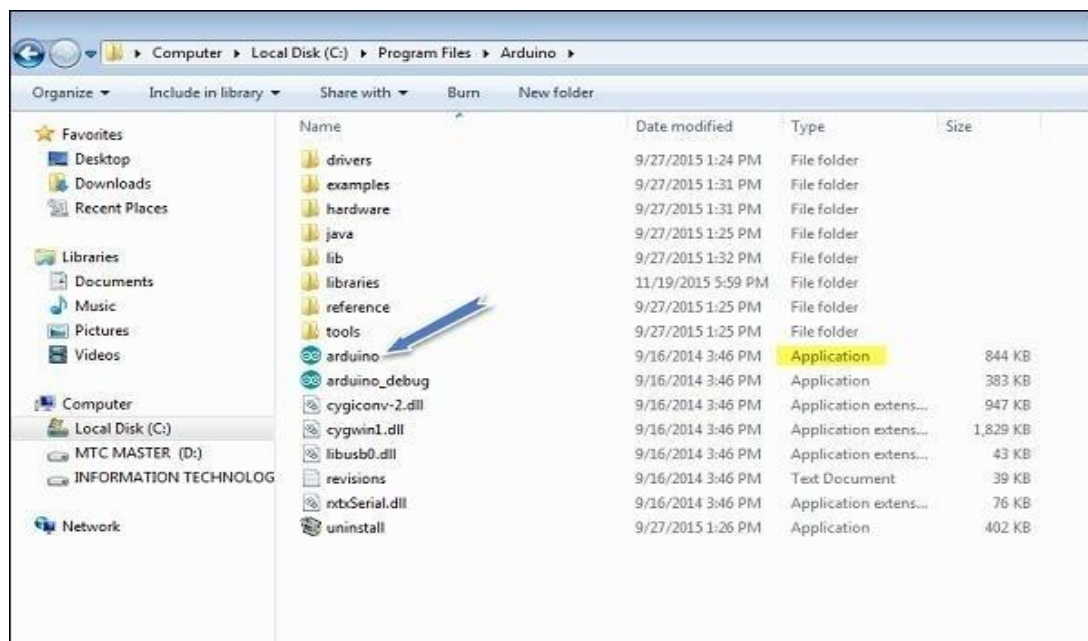 Computer Local Disk (C:) Program Files Arduino
Organize Include in library Share with Burn New folder
Favorites
Desktop
Downloads
Recent Places
Libraries
Documents
Music
Pictures
Videos
Computer
Local Disk (C:)
MTC MASTER (D:)
INFORMATION TECHNOLOG
Network
Name Date modified Type Size
drivers 9/27/2015 1:24 PM File folder
examples 9/27/2015 1:31 PM File folder
hardware 9/27/2015 1:31 PM File folder
java 9/27/2015 1:25 PM File folder
lib 9/27/2015 1:32 PM File folder
libraries 11/19/2015 5:59 PM File folder
reference 9/27/2015 1:25 PM File folder
tools 9/27/2015 1:25 PM File folder
arduino 9/16/2014 3:46 PM Application 844 KB
arduino_debug 9/16/2014 3:46 PM Application 383 KB
cygiconv-2.dll 9/16/2014 3:46 PM Application extens... 947 KB
cygwin1.dll 9/16/2014 3:46 PM Application extens... 1,829 KB
libusb0.dll 9/16/2014 3:46 PM Application extens... 43 KB
revisions 9/16/2014 3:46 PM Text Document 39 KB
rxtxSerial.dll 9/16/2014 3:46 PM Application extens... 76 KB
uninstall 9/27/2015 1:26 PM Application 402 KB